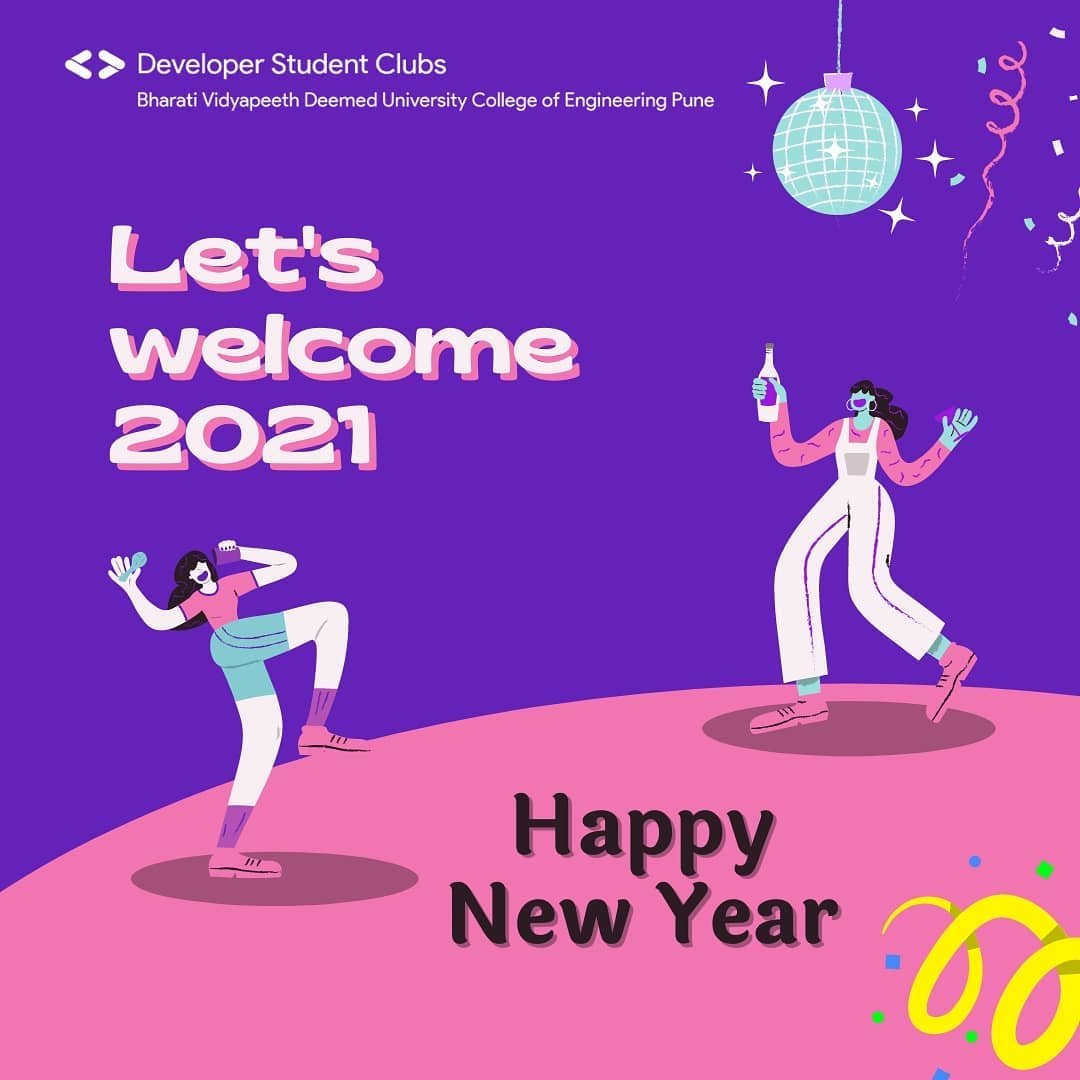 Developer Student Clubs
Bharati Vidyapeeth Deemed University College of Engineering Pune
Let's
welcome
2021
Happy
New Year